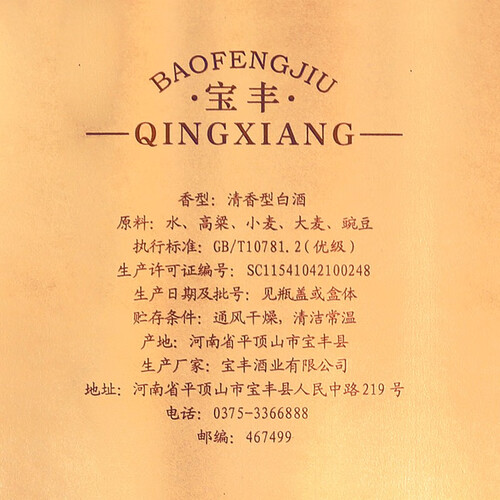 BAOFENGJIU
·宝丰·
QINGXIANG
香型：清香型白酒
原料：水、高粱、小麦、大麦、豌豆
执行标准：GB/T10781.2(优级)
生产许可证编号：SC11541042100248
生产日期及批号：见瓶盖或盒体
贮存条件：通风干燥，清洁常温
产地：河南省平顶山市宝丰县
生产厂家：宝丰酒业有限公司
地址：河南省平顶山市宝丰县人民中路219号
电话：0375-3366888
邮编：467499